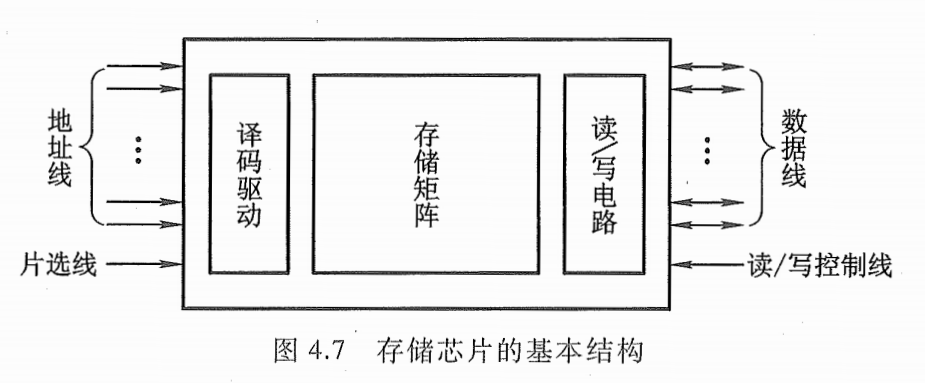 地址线
片选线
译码驱动
存储矩阵
读/写电路
数据线
读/写控制线
图 4.7 存储芯片的基本结构